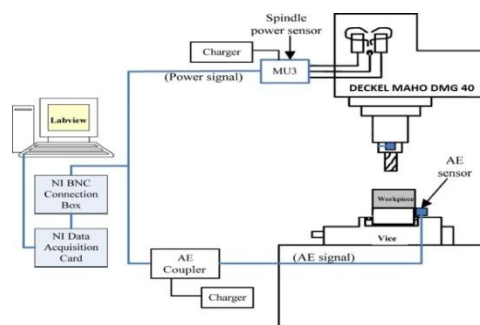 Spindle
power sensor
Charger
MU3
(Power signal)
DECKEL MAHO DMG 40
Labview
AE
sensor
NI BNC
Connection
Box
Workpiece
NI Data
Acquisition
Card
Vice
AE
Coupler
(AE signal)
Charger